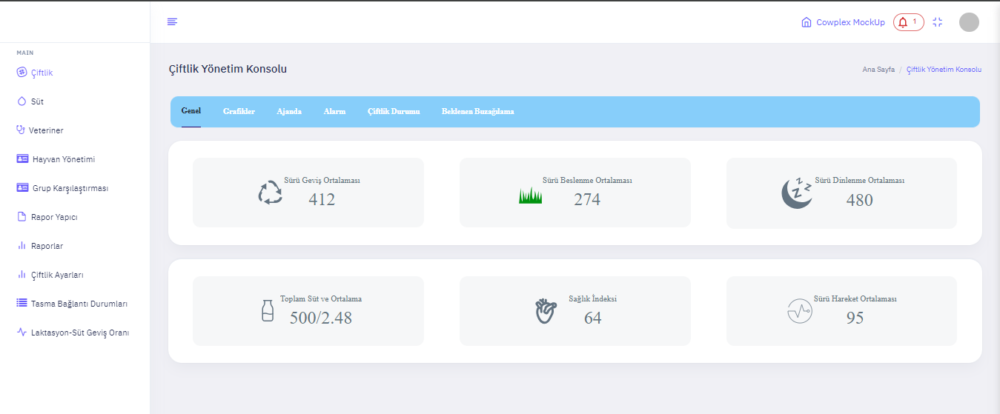 Cowplex MockUp 1
MAIN
Çiftlik
Süt
Veteriner
Hayvan Yönetimi
Grup Karşılaştırması
Rapor Yapıcı
Raporlar
Çiftlik Ayarları
Tasma Bağlantı Durumları
Laktasyon-Süt Geviş Oranı
Çiftlik Yönetim Konsolu
Ana Sayfa / Çiftlik Yönetim Konsolu
Genel Grafikler Ajanda Alarm Çiftlik Durumu Beklenen Buzağılama
Sürü Geviş Ortalaması
412
Sürü Beslenme Ortalaması
274
Sürü Dinlenme Ortalaması
480
Toplam Süt ve Ortalama
500/2.48
Sağlık İndeksi
64
Sürü Hareket Ortalaması
95